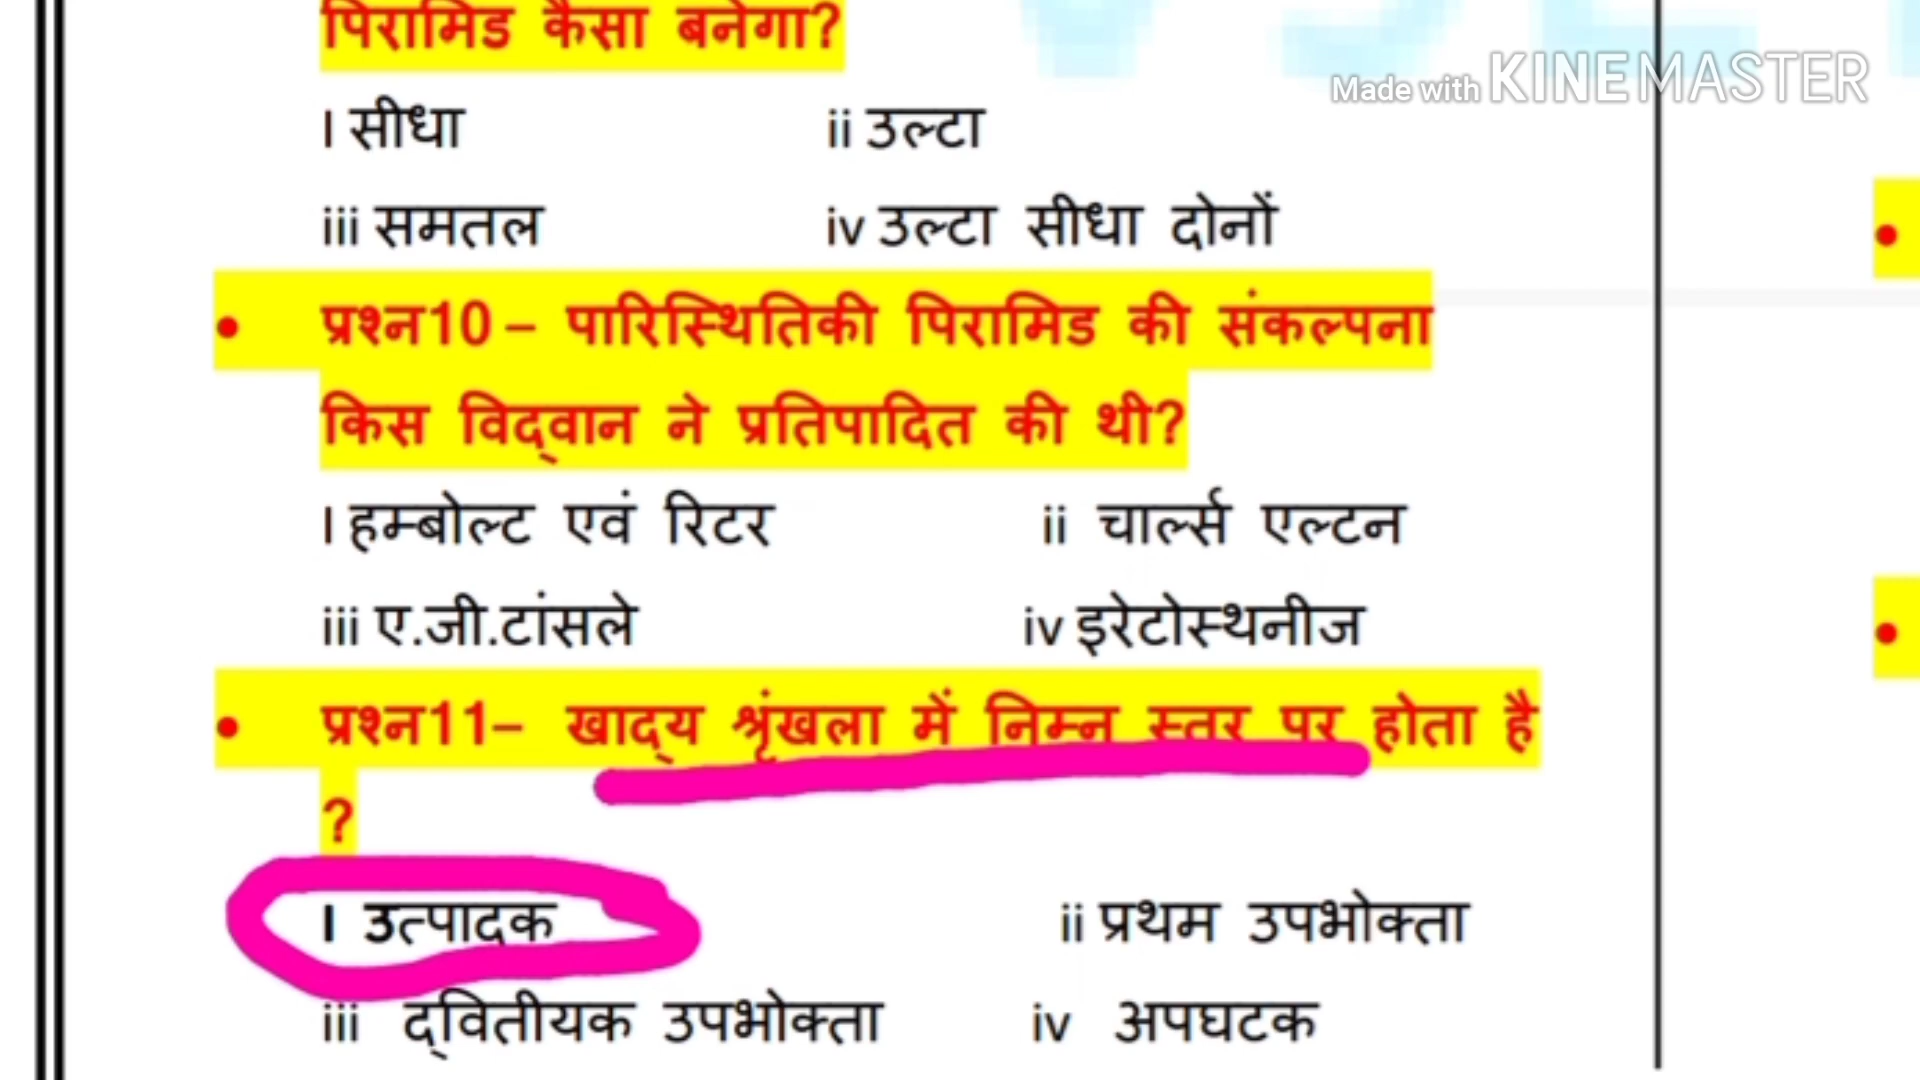 पिरामिड कैसा बनेगा?
Made with KINEMASTER
I सीधा ii उल्टा
iii समतल iv उल्टा सीधा दोनों
• प्रश्न10 – पारिस्थितिकी पिरामिड की संकल्पना
किस विद्वान ने प्रतिपादित की थी?
I हम्बोल्ट एवं रिटर ii चार्ल्स एल्टन
iii ए.जी.टांसले iv इरेटोस्थनीज
• प्रश्न11– खाद्य श्रृंखला में निम्न स्तर पर होता है
?
I उत्पादक ii प्रथम उपभोक्ता
iii द्वितीयक उपभोक्ता iv अपघटक